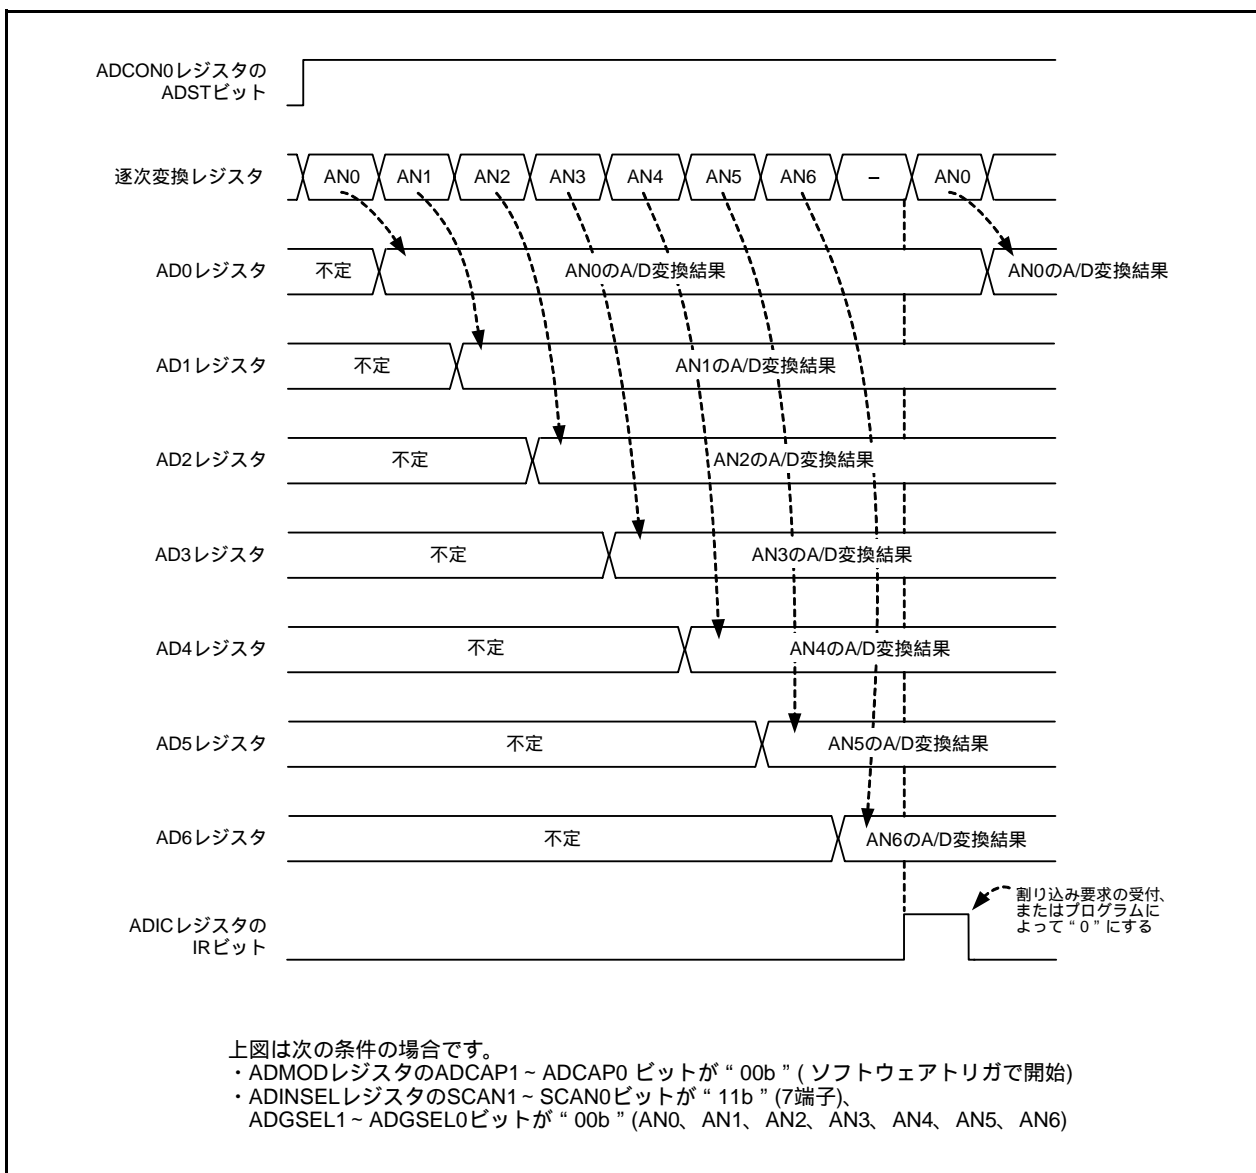 ADCON0レジスタの
ADSTビット
逐次変換レジスタ
AN0 AN1 AN2 AN3 AN4 AN5 AN6 − AN0
AD0レジスタ 不定 AN0のA/D変換結果 AN0のA/D変換結果
AD1レジスタ 不定 AN1のA/D変換結果
AD2レジスタ 不定 AN2のA/D変換結果
AD3レジスタ 不定 AN3のA/D変換結果
AD4レジスタ 不定 AN4のA/D変換結果
AD5レジスタ 不定 AN5のA/D変換結果
AD6レジスタ 不定 AN6のA/D変換結果
ADICレジスタの
IRビット
割り込み要求の受付、
またはプログラムに
よって“0”にする
上図は次の条件の場合です。
・ADMODレジスタのADCAP1~ADCAP0 ビットが“00b”( ソフトウェアトリガで開始)
・ADINSELレジスタのSCAN1~SCAN0ビットが“11b”(7端子)、
ADGSEL1~ADGSEL0ビットが“00b”(AN0、AN1、AN2、AN3、AN4、AN5、AN6)